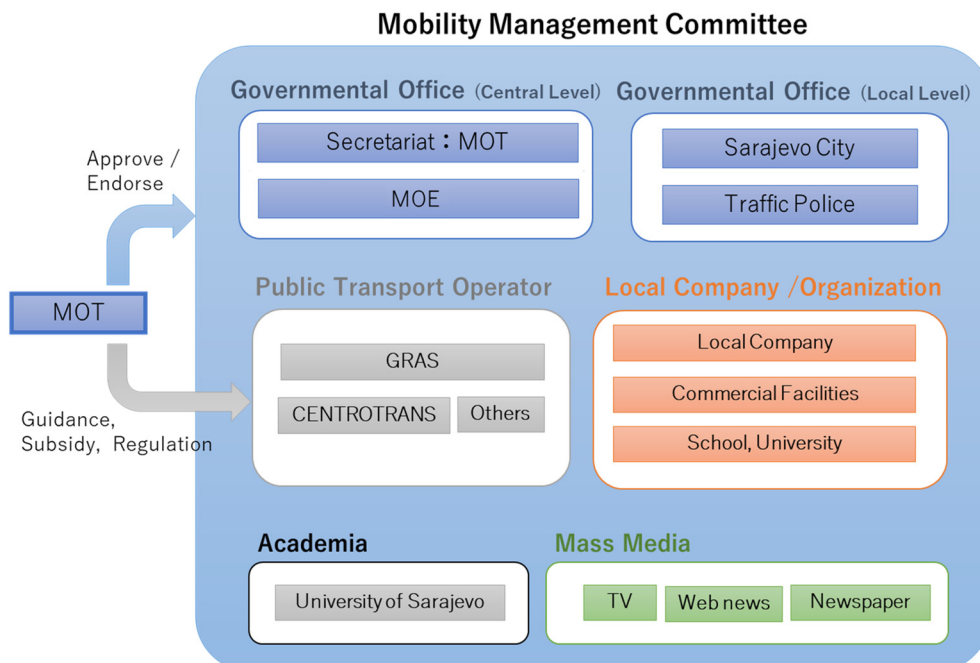 Mobility Management Committee
Governmental Office (Central Level)
Governmental Office (Local Level)
Secretariat：MOT
MOE
Sarajevo City
Traffic Police
Approve /
Endorse
MOT
Guidance,
Subsidy, Regulation
Public Transport Operator
GRAS
CENTROTRANS
Others
Local Company /Organization
Local Company
Commercial Facilities
School, University
Academia
University of Sarajevo
Mass Media
TV
Web news
Newspaper